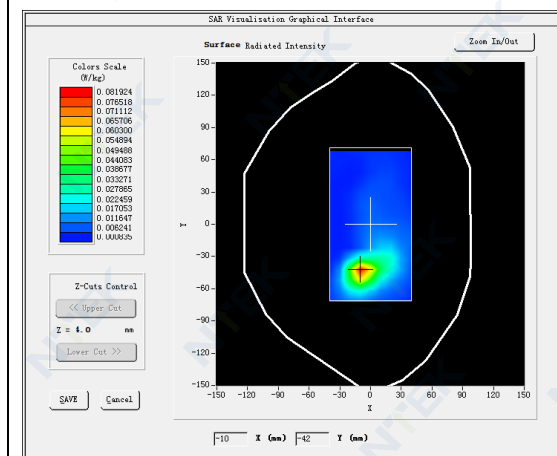 SAR Visualisation Graphical Interface
Surface Radiated Intensity
Zoom In/Out
Colors Scale
(W/kg)
0.081924
0.076518
0.071112
0.065706
0.060300
0.054894
0.049488
0.044083
0.038677
0.033271
0.027865
0.022459
0.017053
0.011647
0.006241
0.000835
Z-Cuts Control
<< Upper Cut
Z = 4.0 mm
Lower Cut >>
SAVE Cancel
150
120
90
60
30
0
-30
-60
-90
-120
-150
Y
-150 -120 -90 -60 -30 0 30 60 90 120 150
X
-10 X (mm) -42 Y (mm)
NTEK